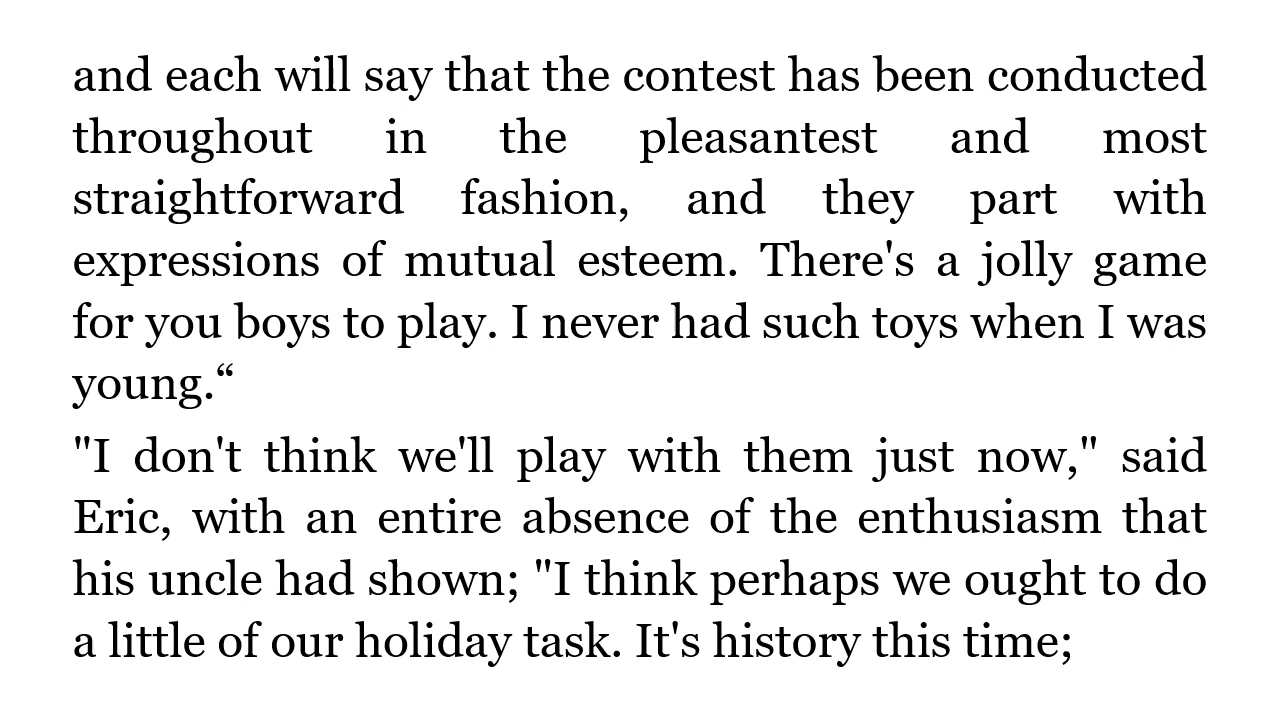 and each will say that the contest has been conducted
throughout in the pleasantest and most
straightforward fashion, and they part with
expressions of mutual esteem. There's a jolly game
for you boys to play. I never had such toys when I was
young.“
"I don't think we'll play with them just now," said
Eric, with an entire absence of the enthusiasm that
his uncle had shown; "I think perhaps we ought to do
a little of our holiday task. It's history this time;